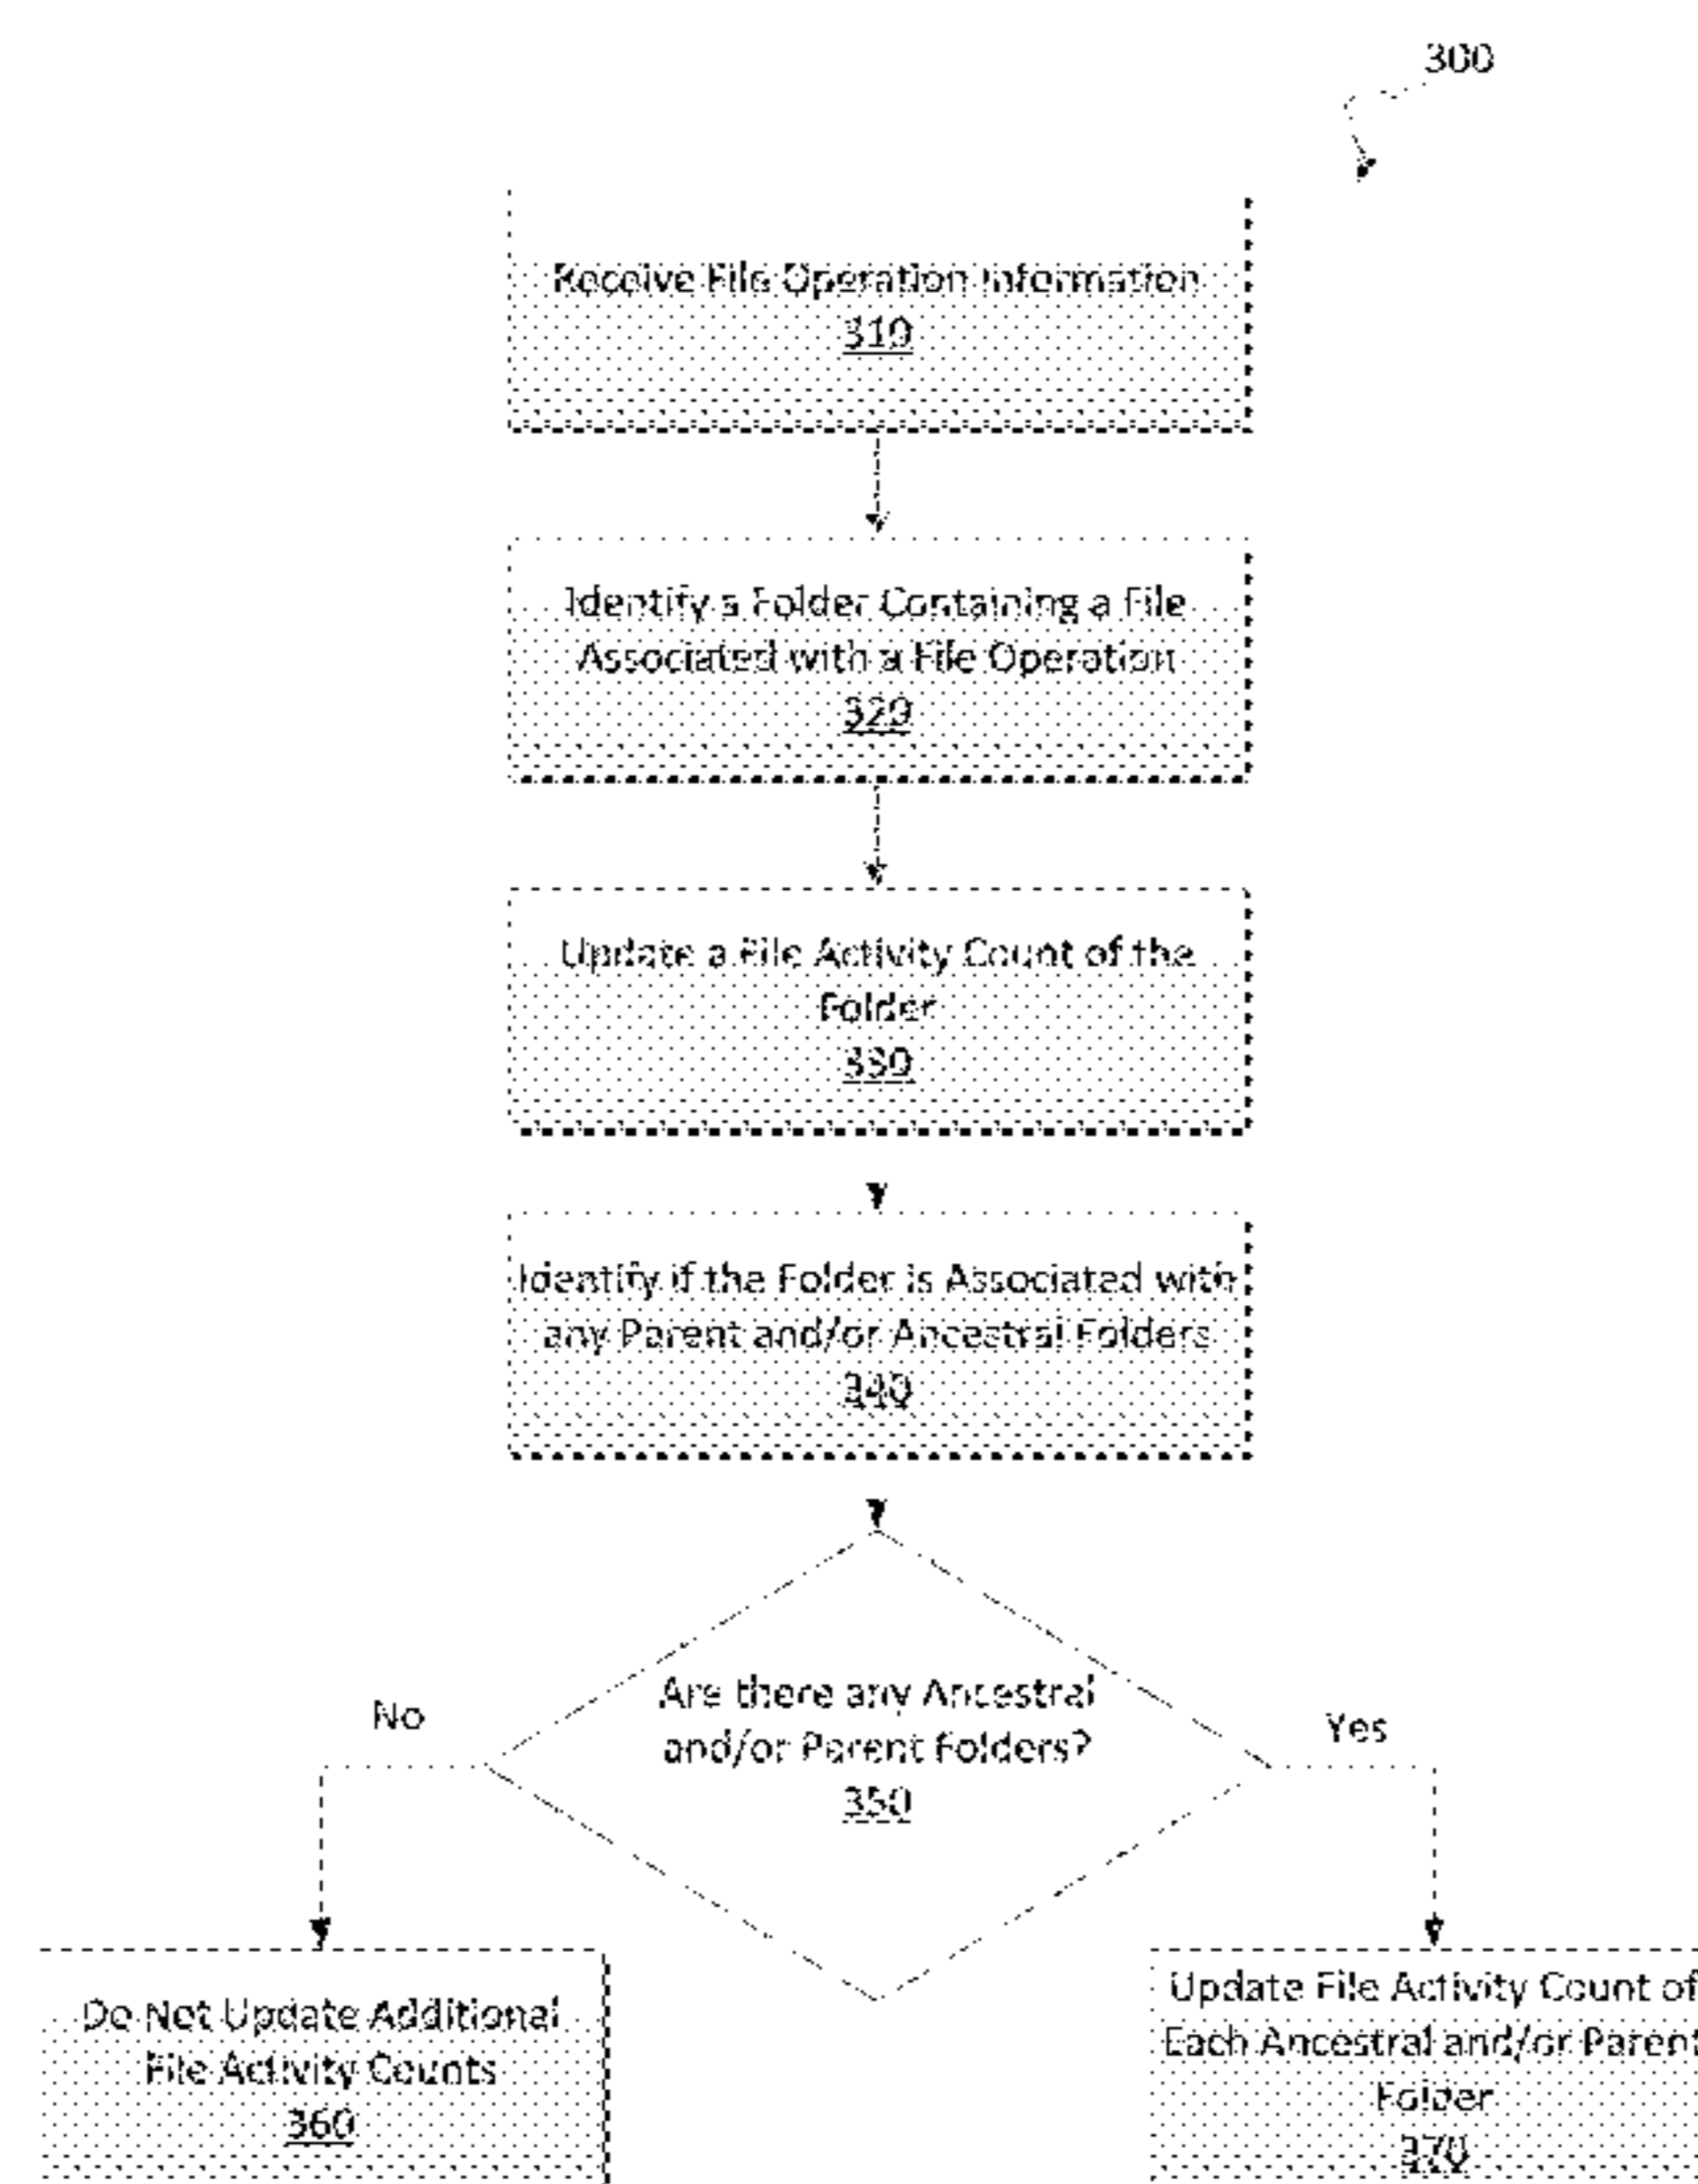 300
Receive File Operation Information
310
Identify a Folder Containing a File
Associated with a File Operation
320
Update a File Activity Count of the
Folder
330
Identify if the Folder is Associated with
any Parent and/or Ancestral Folders
340
Are there any Ancestral
and/or Parent Folders?
350
No
Yes
Do Not Update Additional
File Activity Counts
360
Update File Activity Count of
Each Ancestral and/or Parent
Folder
370